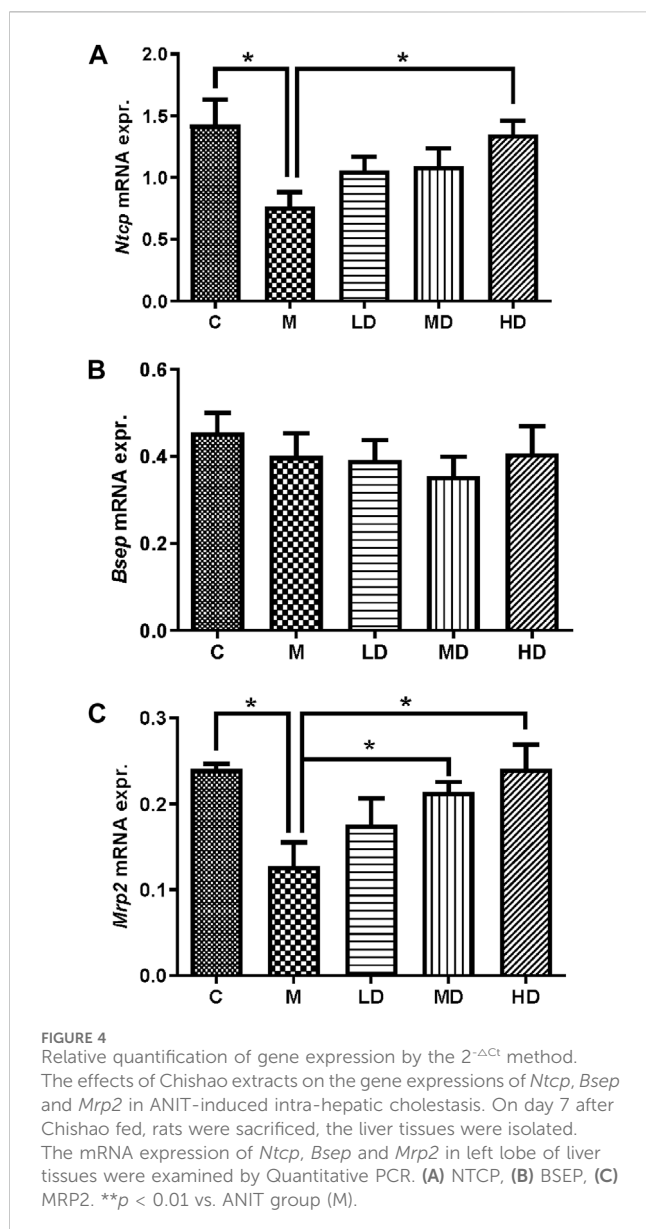 A
*
*
2.0
1.5
1.0
0.5
0.0
Ntcp mRNA expr.
C M LD MD HD
B
0.6
0.4
0.2
0.0
Bsep mRNA expr.
C M LD MD HD
C
*
*
*
0.3
0.2
0.1
0.0
Mrp2 mRNA expr.
C M LD MD HD
FIGURE 4
Relative quantification of gene expression by the 2-△Ct method.
The effects of Chishao extracts on the gene expressions of Ntcp, Bsep
and Mrp2 in ANIT-induced intra-hepatic cholestasis. On day 7 after
Chishao fed, rats were sacrificed, the liver tissues were isolated.
The mRNA expression of Ntcp, Bsep and Mrp2 in left lobe of liver
tissues were examined by Quantitative PCR. (A) NTCP, (B) BSEP, (C)
MRP2. **p < 0.01 vs. ANIT group (M).